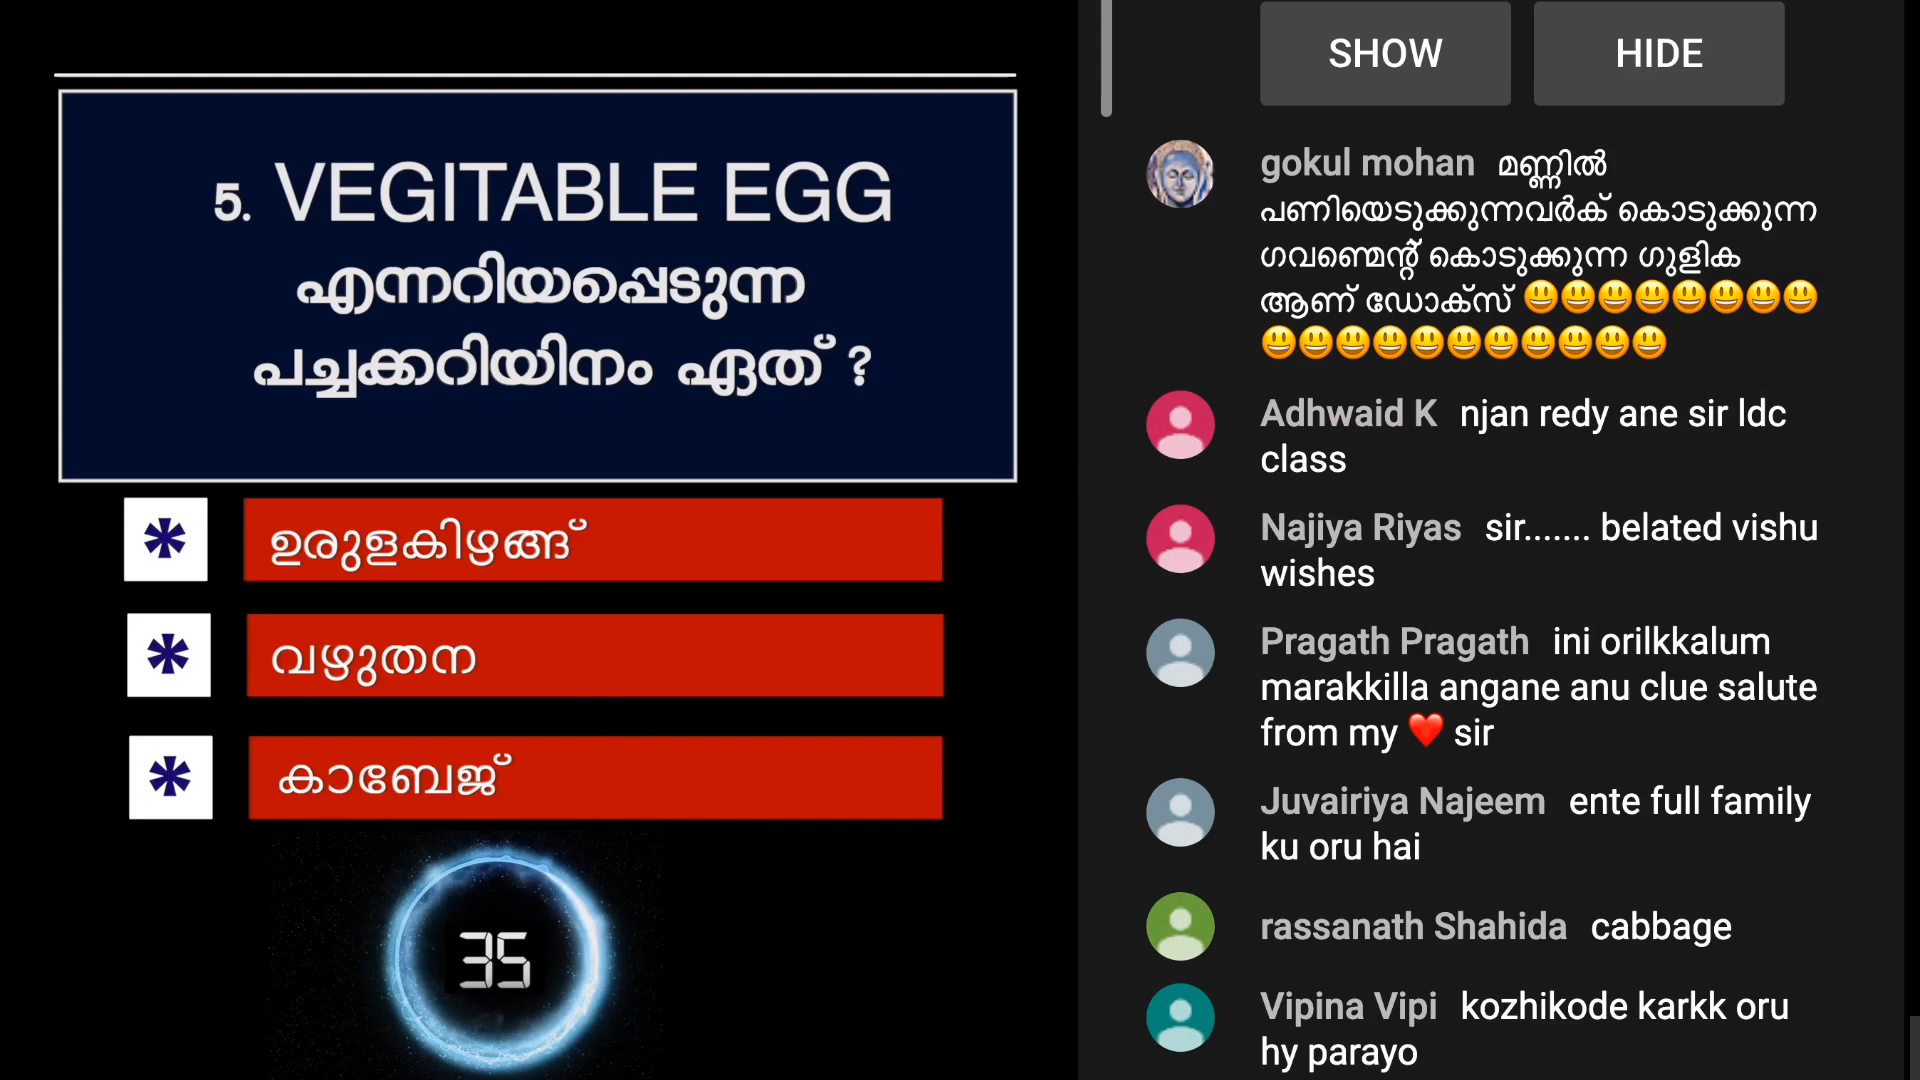 5. VEGITABLE EGG
എന്നറിയപ്പെടുന്ന
പച്ചക്കറിയിനം ഏത് ?
* ഉരുളകിഴങ്ങ്
* വഴുതന
* കാബേജ്
35
SHOW HIDE
gokul mohan മണ്ണിൽ
പണിയെടുക്കുന്നവർക് കൊടുക്കുന്ന
ഗവണ്മെന്റ് കൊടുക്കുന്ന ഗുളിക
ആണ് ഡോക്സ് 😃😃😃😃😃😃😃😃
😃😃😃😃😃😃😃😃😃😃😃
Adhwaid K njan redy ane sir ldc
class
Najiya Riyas sir....... belated vishu
wishes
Pragath Pragath ini orilkkalum
marakkilla angane anu clue salute
from my ❤️ sir
Juvairiya Najeem ente full family
ku oru hai
rassanath Shahida cabbage
Vipina Vipi kozhikode karkk oru
hy parayo